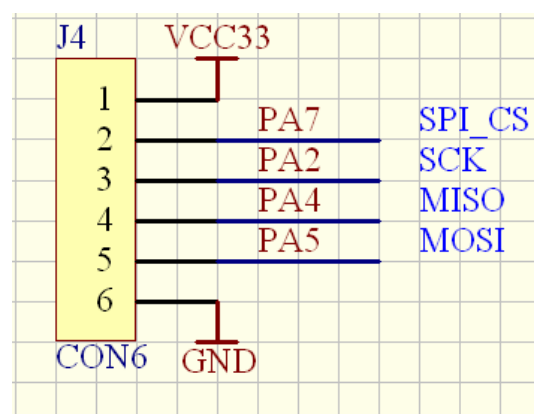 J4 VCC33
1
2 PA7 SPI_CS
3 PA2 SCK
4 PA4 MISO
5 PA5 MOSI
6
CON6 GND